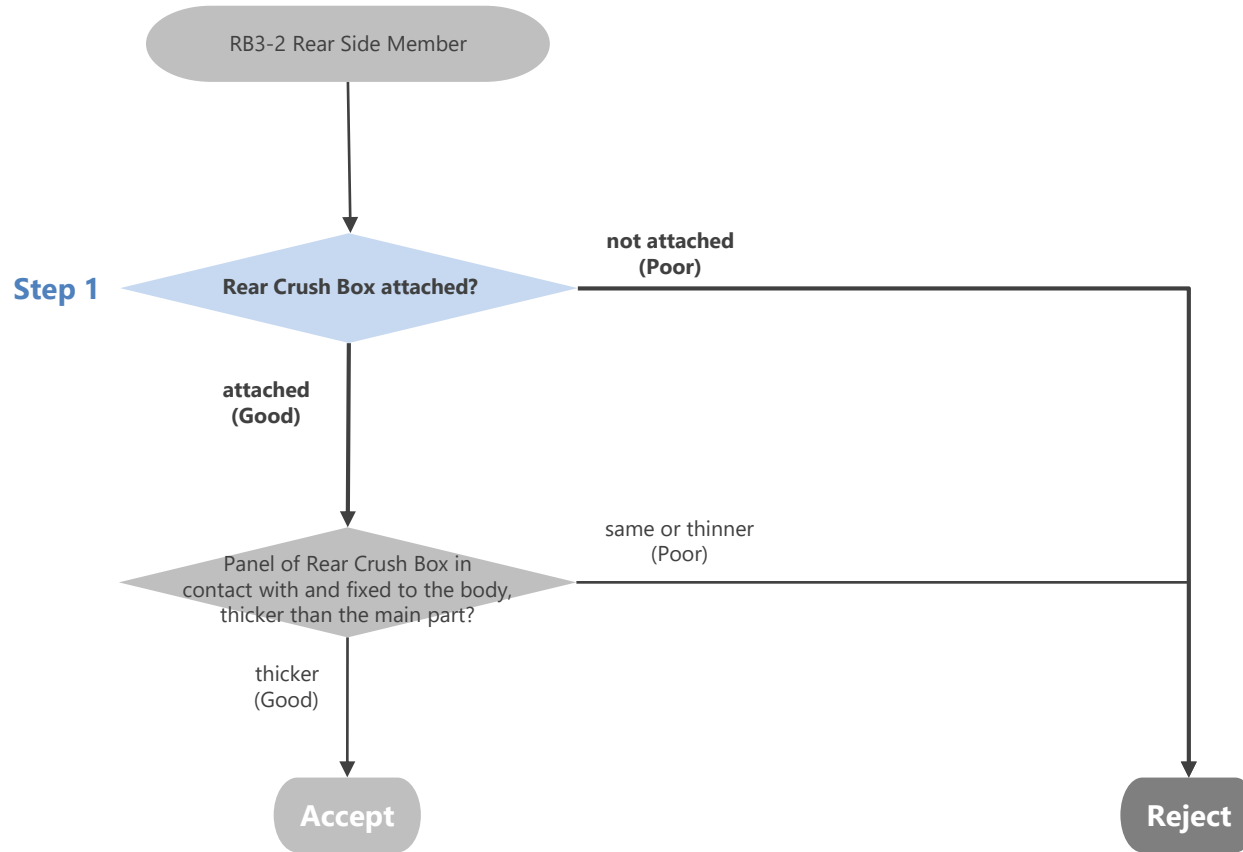 RB3-2 Rear Side Member
not attached
(Poor)
Step 1
Rear Crush Box attached?
attached
(Good)
same or thinner
(Poor)
Panel of Rear Crush Box in
contact with and fixed to the body,
thicker than the main part?
thicker
(Good)
Accept
Reject